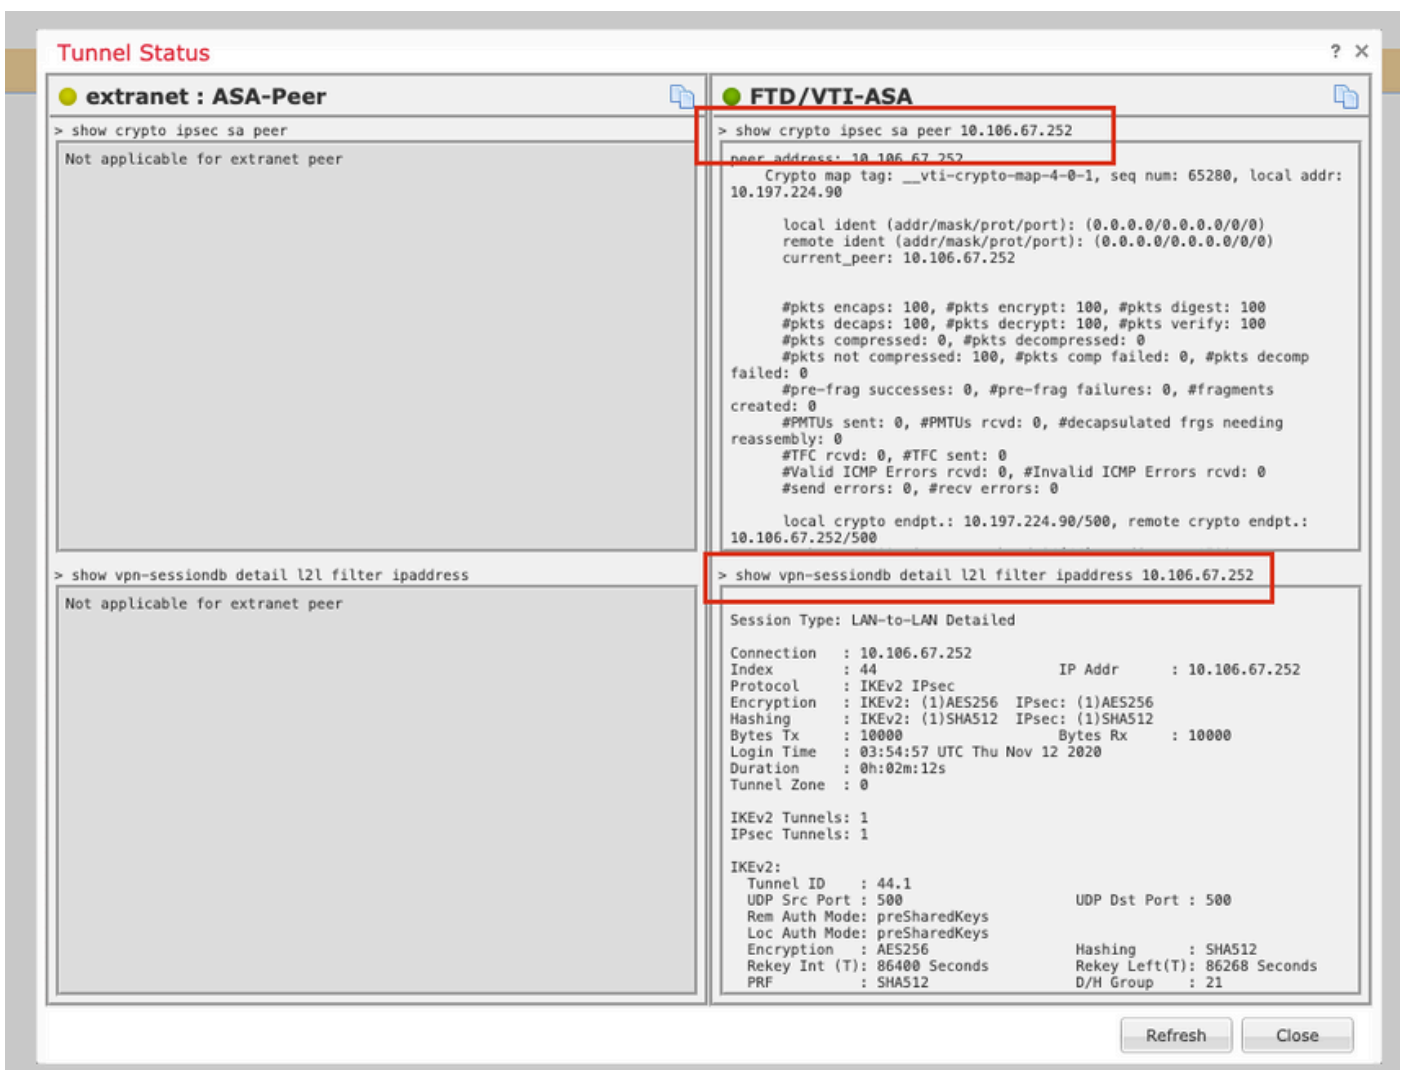 Tunnel Status
? ×
extranet : ASA-Peer
> show crypto ipsec sa peer
Not applicable for extranet peer
> show vpn-sessiondb detail l2l filter ipaddress
Not applicable for extranet peer
FTD/VTI-ASA
> show crypto ipsec sa peer 10.106.67.252
peer address: 10.106.67.252
Crypto map tag: __vti-crypto-map-4-0-1, seq num: 65280, local addr:
10.197.224.90
local ident (addr/mask/prot/port): (0.0.0.0/0.0.0.0/0/0)
remote ident (addr/mask/prot/port): (0.0.0.0/0.0.0.0/0/0)
current_peer: 10.106.67.252
#pkts encaps: 100, #pkts encrypt: 100, #pkts digest: 100
#pkts decaps: 100, #pkts decrypt: 100, #pkts verify: 100
#pkts compressed: 0, #pkts decompressed: 0
#pkts not compressed: 100, #pkts comp failed: 0, #pkts decomp
failed: 0
#pre-frag successes: 0, #pre-frag failures: 0, #fragments
created: 0
#PMTUs sent: 0, #PMTUs rcvd: 0, #decapsulated frgs needing
reassembly: 0
#TFC rcvd: 0, #TFC sent: 0
#Valid ICMP Errors rcvd: 0, #Invalid ICMP Errors rcvd: 0
#send errors: 0, #recv errors: 0
local crypto endpt.: 10.197.224.90/500, remote crypto endpt.:
10.106.67.252/500
> show vpn-sessiondb detail l2l filter ipaddress 10.106.67.252
Session Type: LAN-to-LAN Detailed
Connection : 10.106.67.252
Index : 44 IP Addr : 10.106.67.252
Protocol : IKEv2 IPsec
Encryption : IKEv2: (1)AES256 IPsec: (1)AES256
Hashing : IKEv2: (1)SHA512 IPsec: (1)SHA512
Bytes Tx : 10000 Bytes Rx : 10000
Login Time : 03:54:57 UTC Thu Nov 12 2020
Duration : 0h:02m:12s
Tunnel Zone : 0
IKEv2 Tunnels: 1
IPsec Tunnels: 1
IKEv2:
Tunnel ID : 44.1
UDP Src Port : 500 UDP Dst Port : 500
Rem Auth Mode: preSharedKeys
Loc Auth Mode: preSharedKeys
Encryption : AES256 Hashing : SHA512
Rekey Int (T): 86400 Seconds Rekey Left(T): 86268 Seconds
PRF : SHA512 D/H Group : 21
Refresh Close